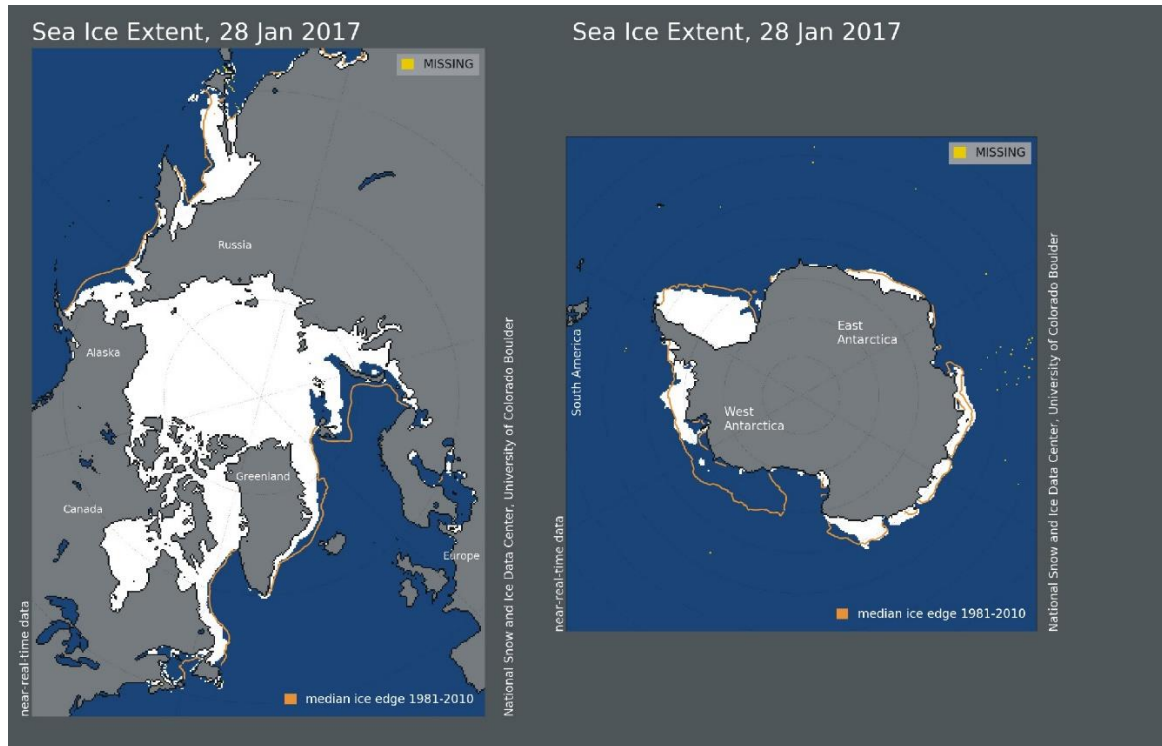 Sea Ice Extent, 28 Jan 2017
MISSING
Russia
Alaska
Greenland
Canada
Europe
near-real-time data
median ice edge 1981-2010
National Snow and Ice Data Center, University of Colorado Boulder
Sea Ice Extent, 28 Jan 2017
MISSING
East
Antarctica
South America
West
Antarctica
near-real-time data
median ice edge 1981-2010
National Snow and Ice Data Center, University of Colorado Boulder